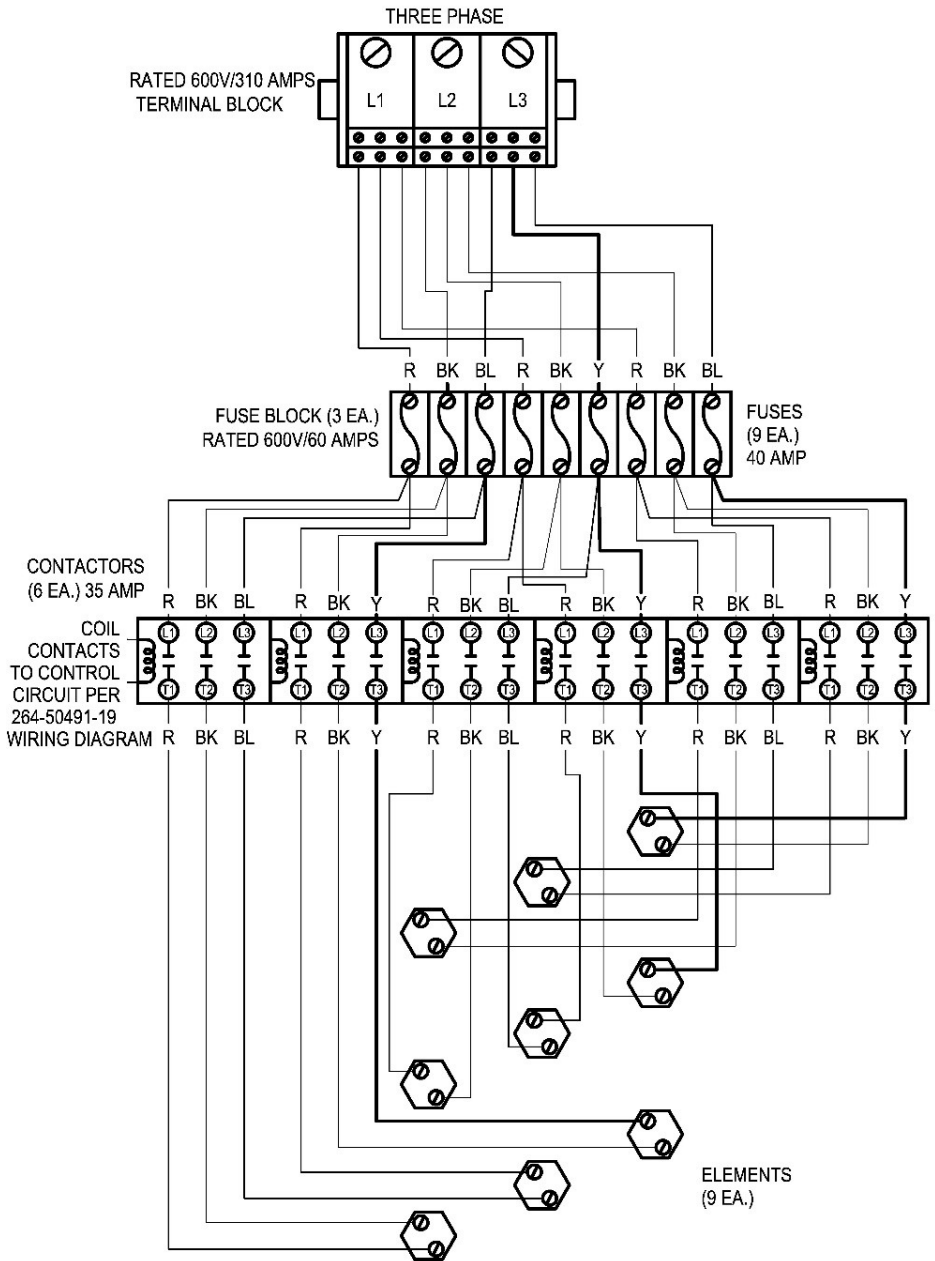 THREE PHASE
RATED 600V/310 AMPS
TERMINAL BLOCK
L1 L2 L3
R BK BL R BK Y R BK BL
FUSE BLOCK (3 EA.)
RATED 600V/60 AMPS
FUSES
(9 EA.)
40 AMP
CONTACTORS
(6 EA.) 35 AMP
R BK BL R BK Y R BK BL R BK Y R BK BL R BK Y
L1 L2 L3 L1 L2 L3 L1 L2 L3 L1 L2 L3 L1 L2 L3 L1 L2 L3
COIL
CONTACTS
TO CONTROL
CIRCUIT PER
264-50491-19
WIRING DIAGRAM
T1 T2 T3 T1 T2 T3 T1 T2 T3 T1 T2 T3 T1 T2 T3 T1 T2 T3
R BK BL R BK Y R BK BL R BK Y R BK BL R BK Y
ELEMENTS
(9 EA.)